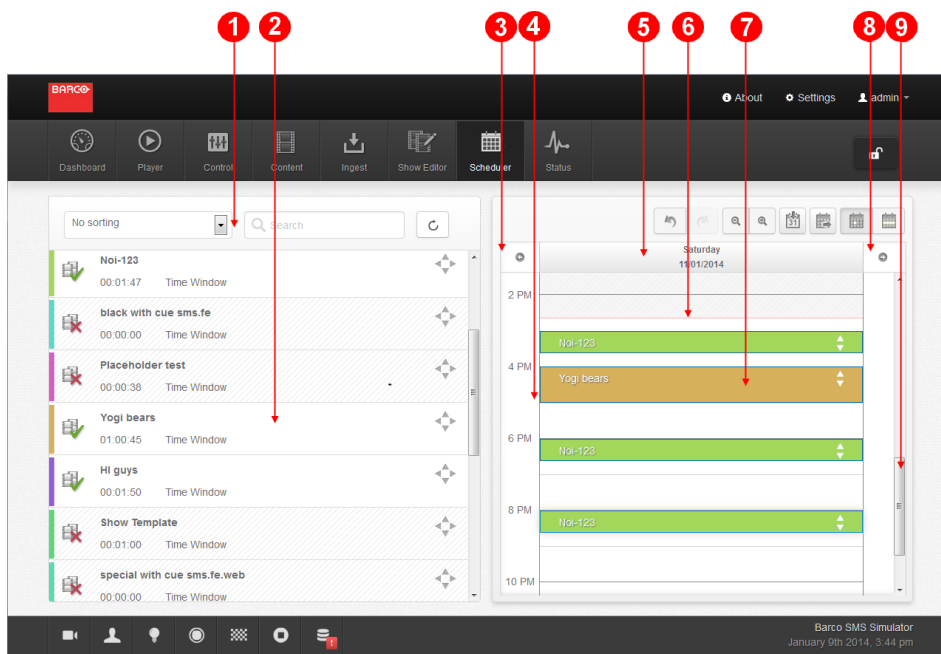 1 2 3 4 5 6 7 8 9
BARCO
About Settings admin
Dashboard Player Control Content Ingest Show Editor Scheduler Status
No sorting
Search
31
Noi-123
00:01:47 Time Window
black with cue sms.fe
00:00:00 Time Window
Placeholder test
00:00:38 Time Window
Yogi bears
01:00:45 Time Window
HI guys
00:01:50 Time Window
Show Template
00:01:00 Time Window
special with cue sms.fe.web
00:00:00 Time Window
Saturday
11/01/2014
2 PM
Noi-123
4 PM
Yogi bears
6 PM
Noi-123
8 PM
Noi-123
10 PM
Barco SMS Simulator
January 9th 2014, 3:44 pm